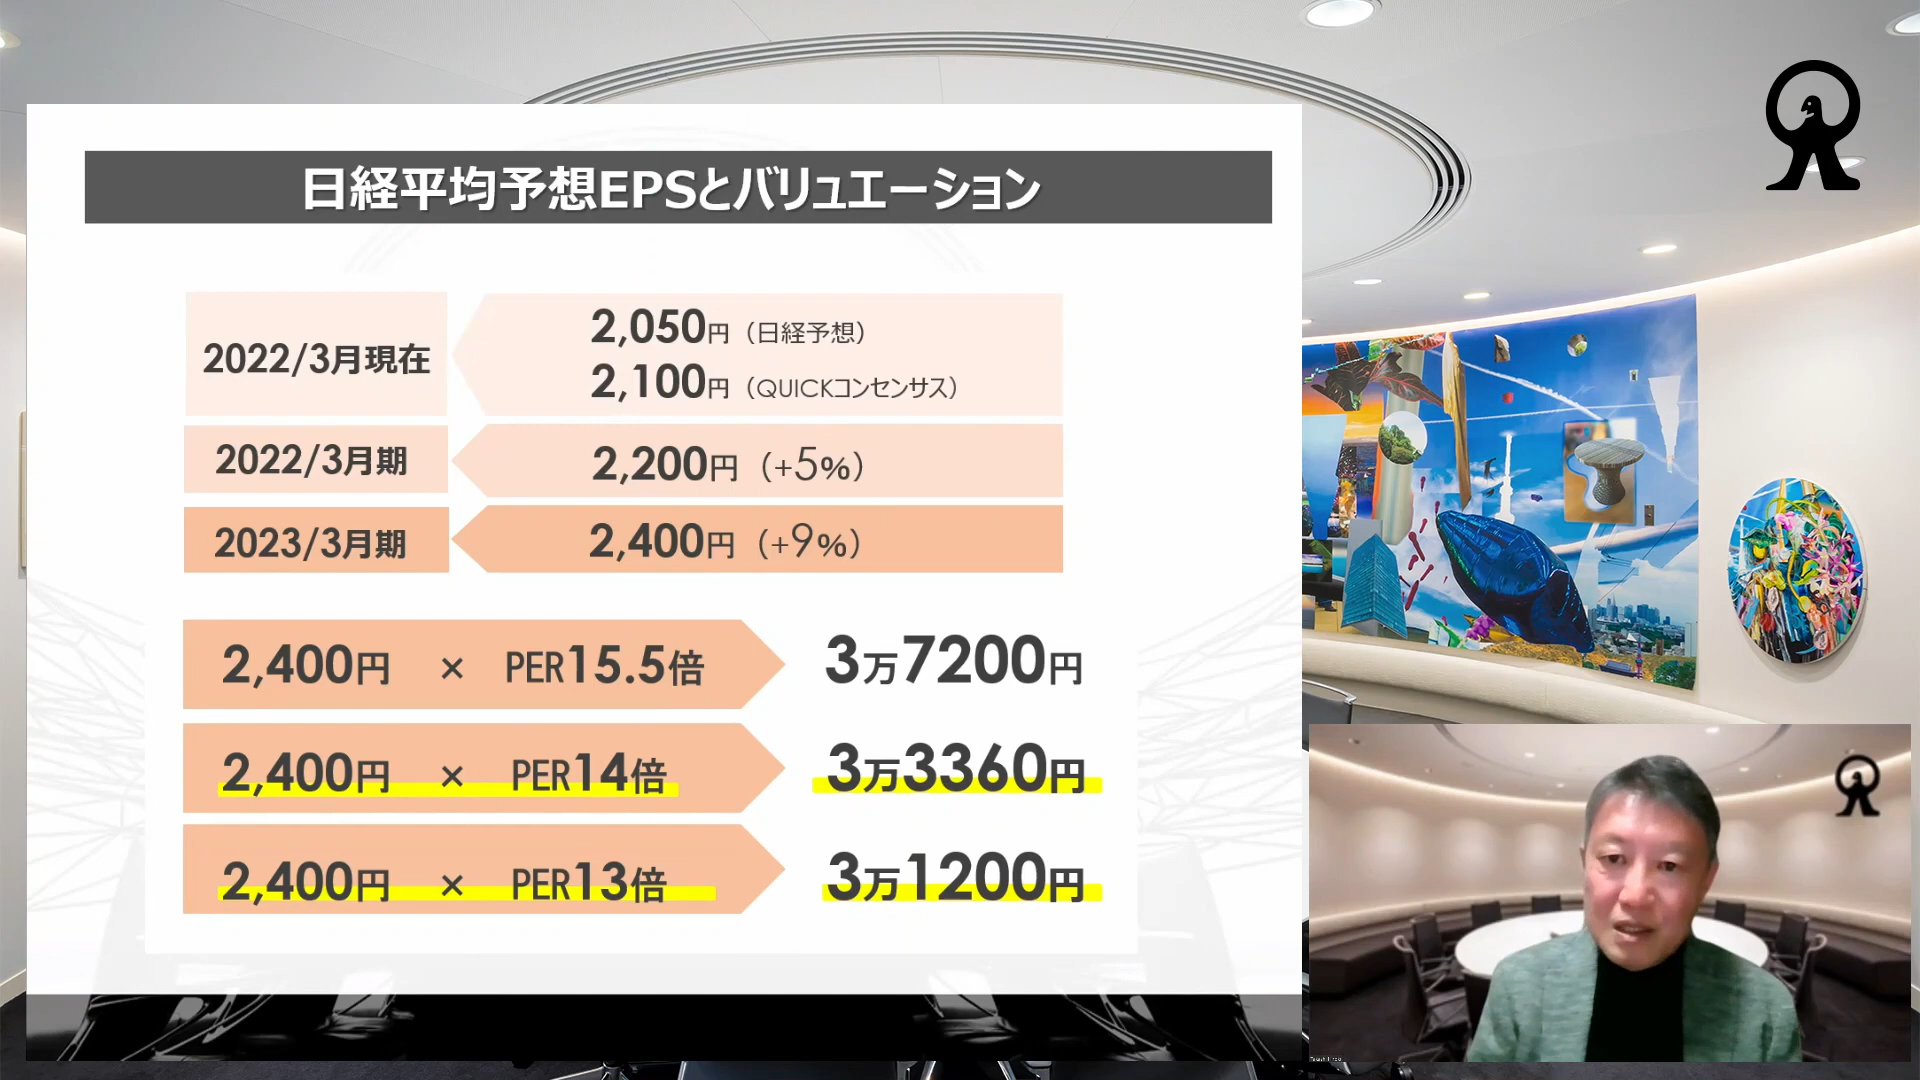 日経平均予想EPSとバリュエーション
2022/3月現在
2,050円（日経予想）
2,100円（QUICKコンセンサス）
2022/3月期
2,200円（+5%）
2023/3月期
2,400円（+9%）
2,400円 × PER15.5倍 3万7200円
2,400円 × PER14倍 3万3360円
2,400円 × PER13倍 3万1200円